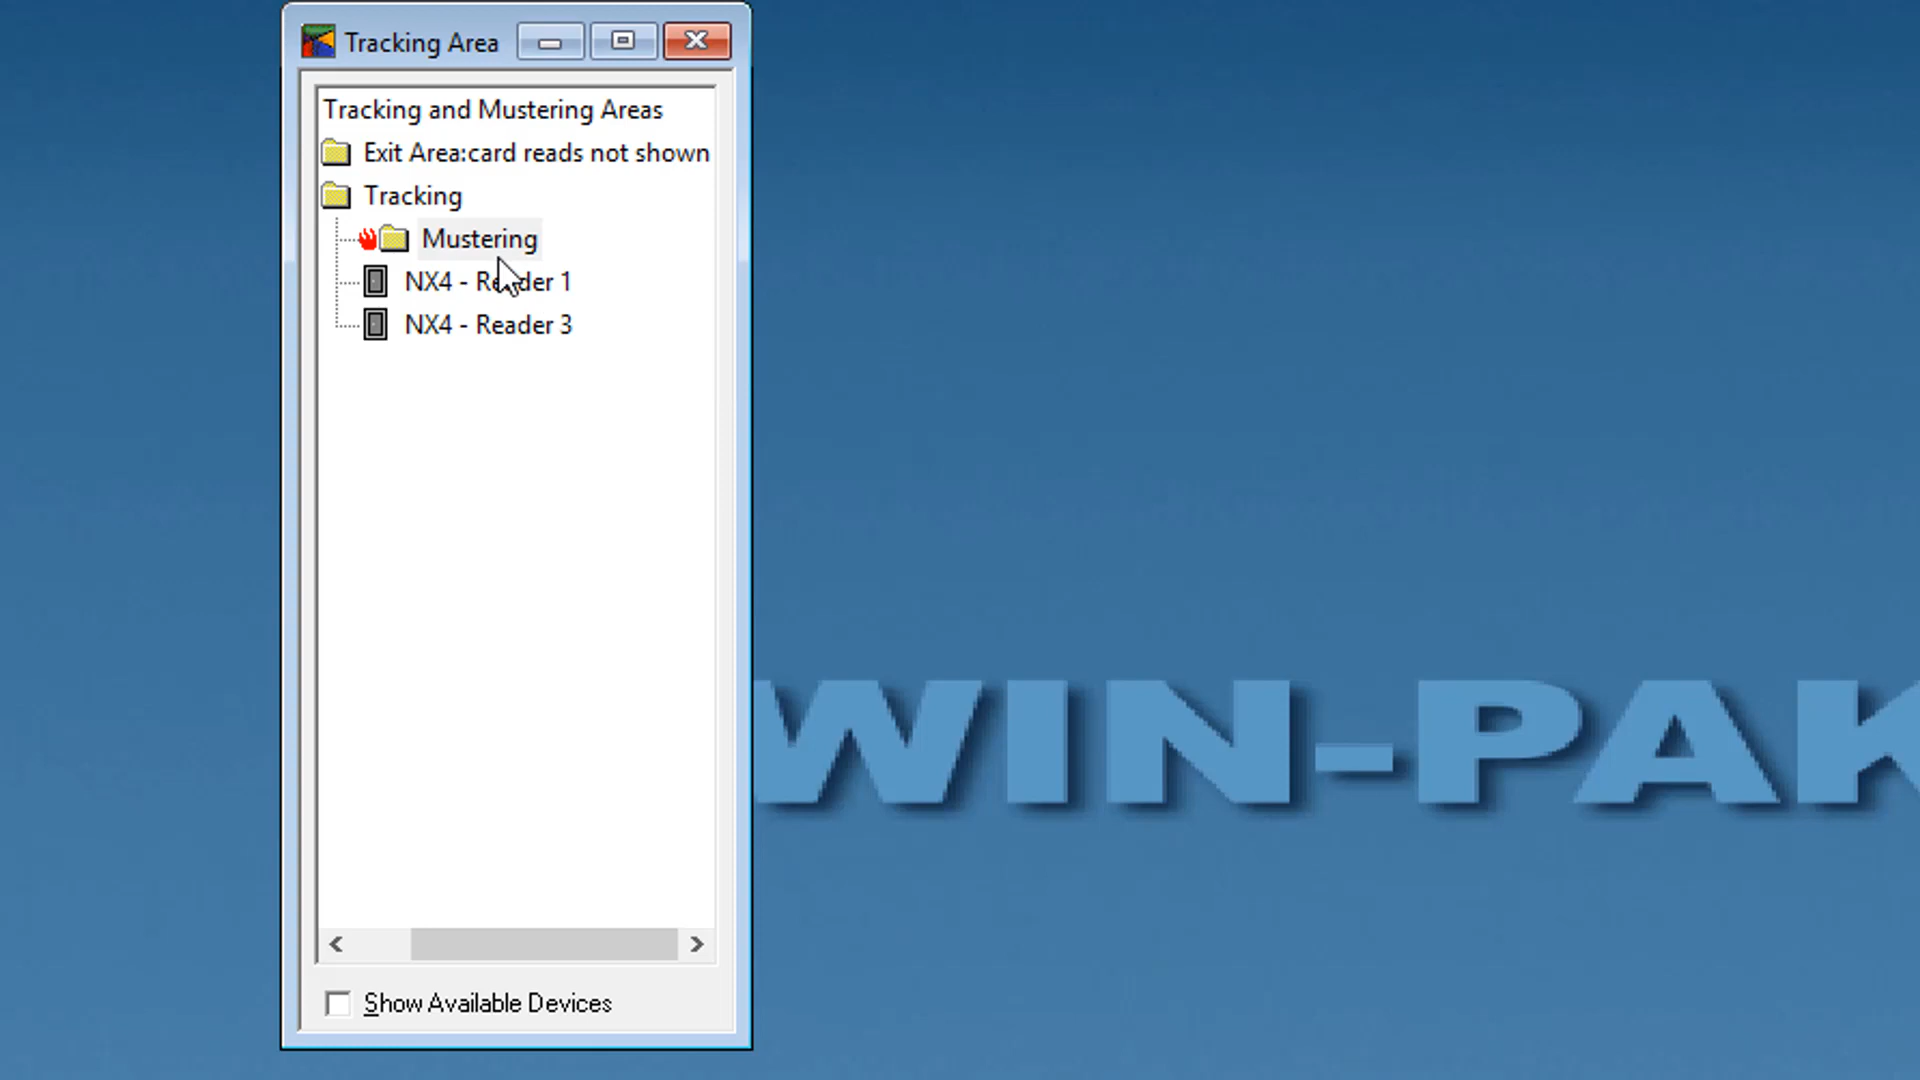 Tracking Area
Tracking and Mustering Areas
Exit Area:card reads not shown
Tracking
Mustering
NX4 - Reader 1
NX4 - Reader 3
Show Available Devices
WIN-PAK